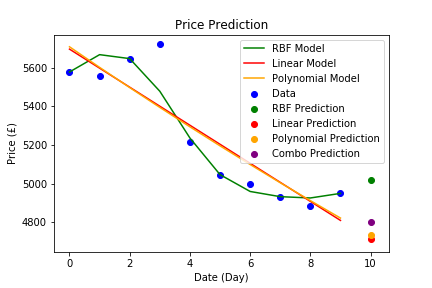 Price Prediction
Price (£)
5600
5400
5200
5000
4800
RBF Model
Linear Model
Polynomial Model
Data
RBF Prediction
Linear Prediction
Polynomial Prediction
Combo Prediction
0 2 4 6 8 10
Date (Day)